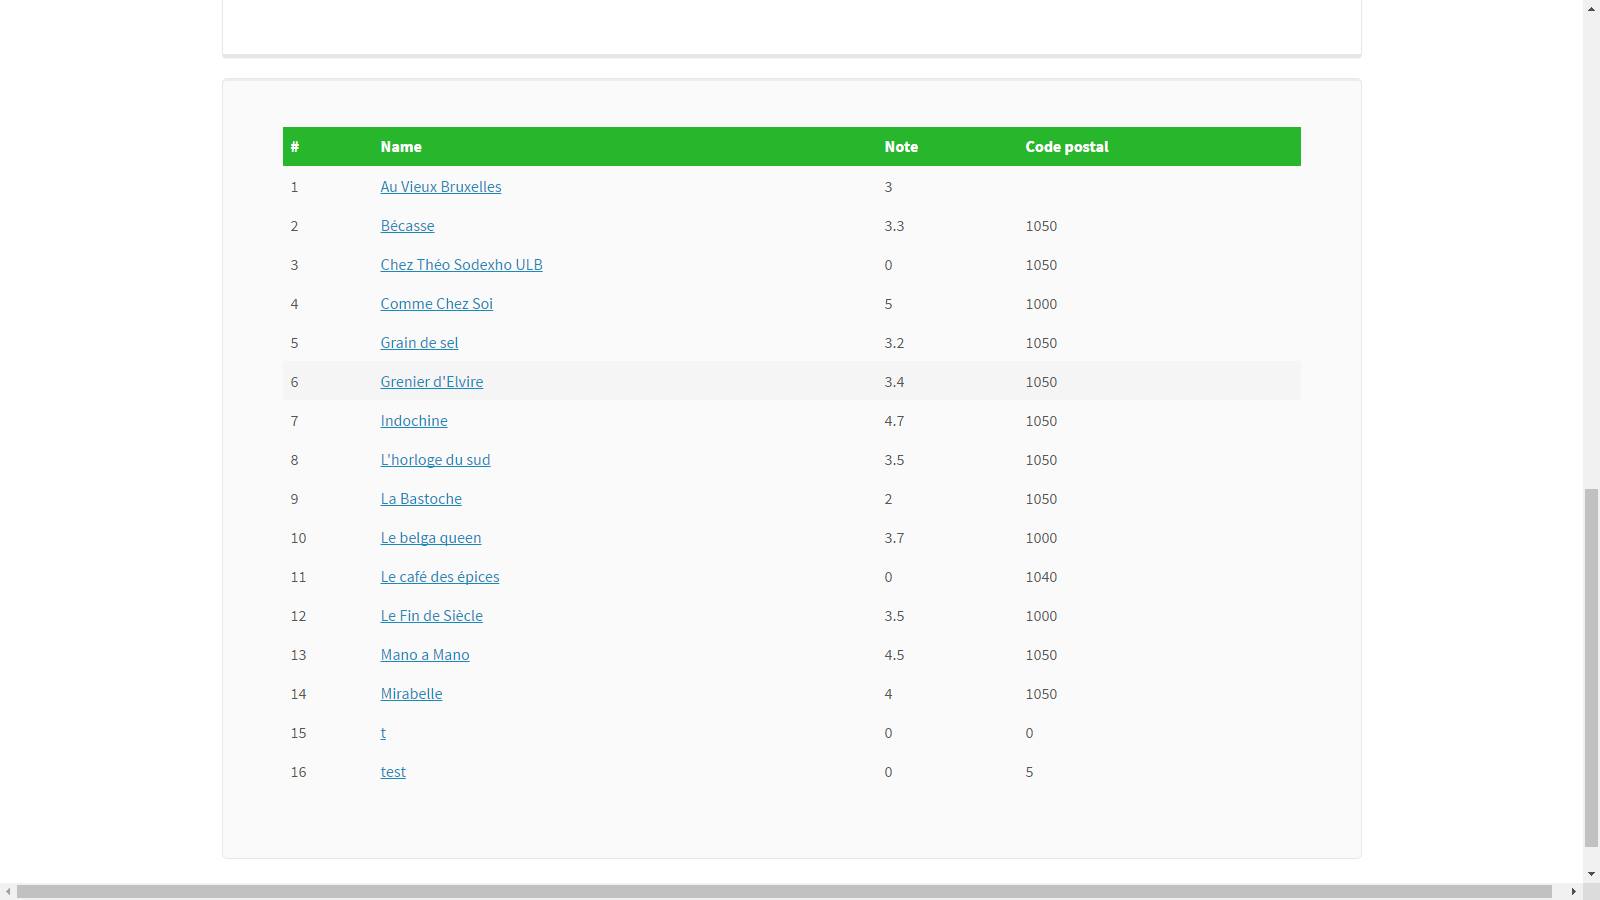 # Name Note Code postal
1 Au Vieux Bruxelles 3
2 Bécasse 3.3 1050
3 Chez Théo Sodexho ULB 0 1050
4 Comme Chez Soi 5 1000
5 Grain de sel 3.2 1050
6 Grenier d'Elvire 3.4 1050
7 Indochine 4.7 1050
8 L'horloge du sud 3.5 1050
9 La Bastoche 2 1050
10 Le belga queen 3.7 1000
11 Le café des épices 0 1040
12 Le Fin de Siècle 3.5 1000
13 Mano a Mano 4.5 1050
14 Mirabelle 4 1050
15 t 0 0
16 test 0 5